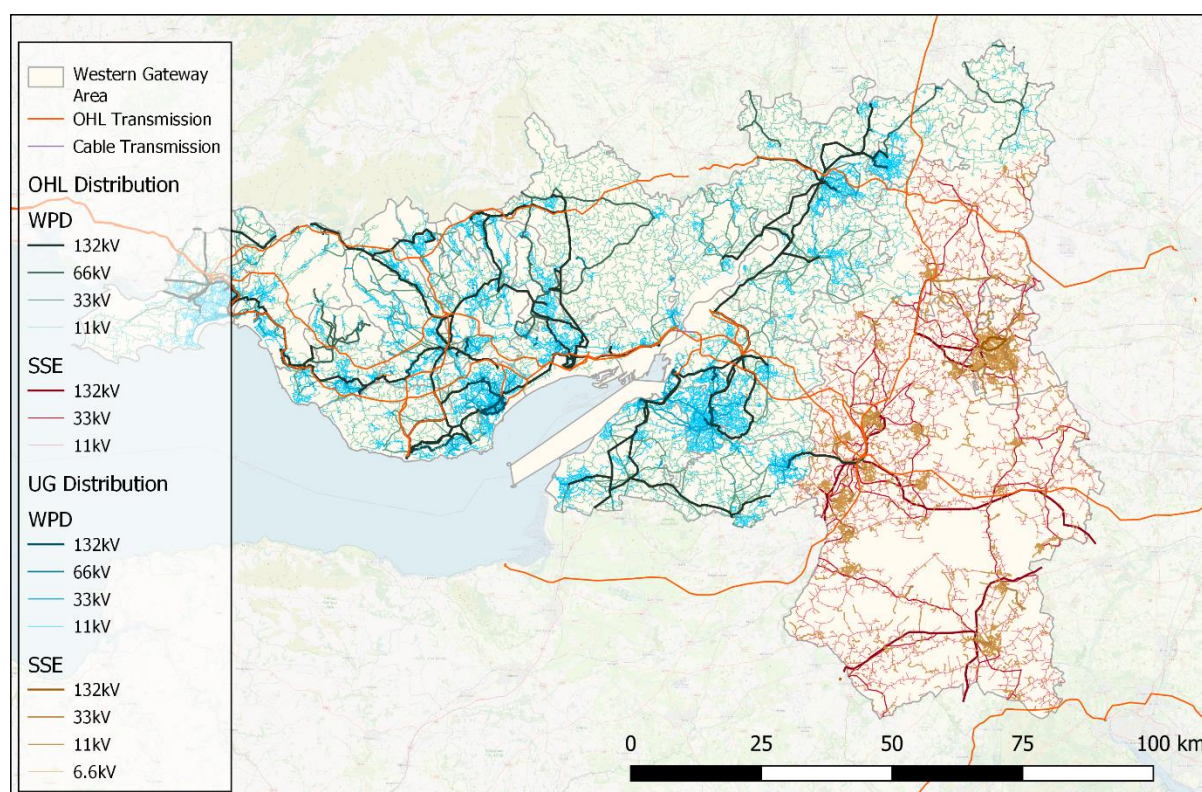 Western Gateway
Area
OHL Transmission
Cable Transmission
OHL Distribution
WPD
132kV
66kV
33kV
11kV
SSE
132kV
33kV
11kV
UG Distribution
WPD
132kV
66kV
33kV
11kV
SSE
132kV
33kV
11kV
6.6kV
0 25 50 75 100 km